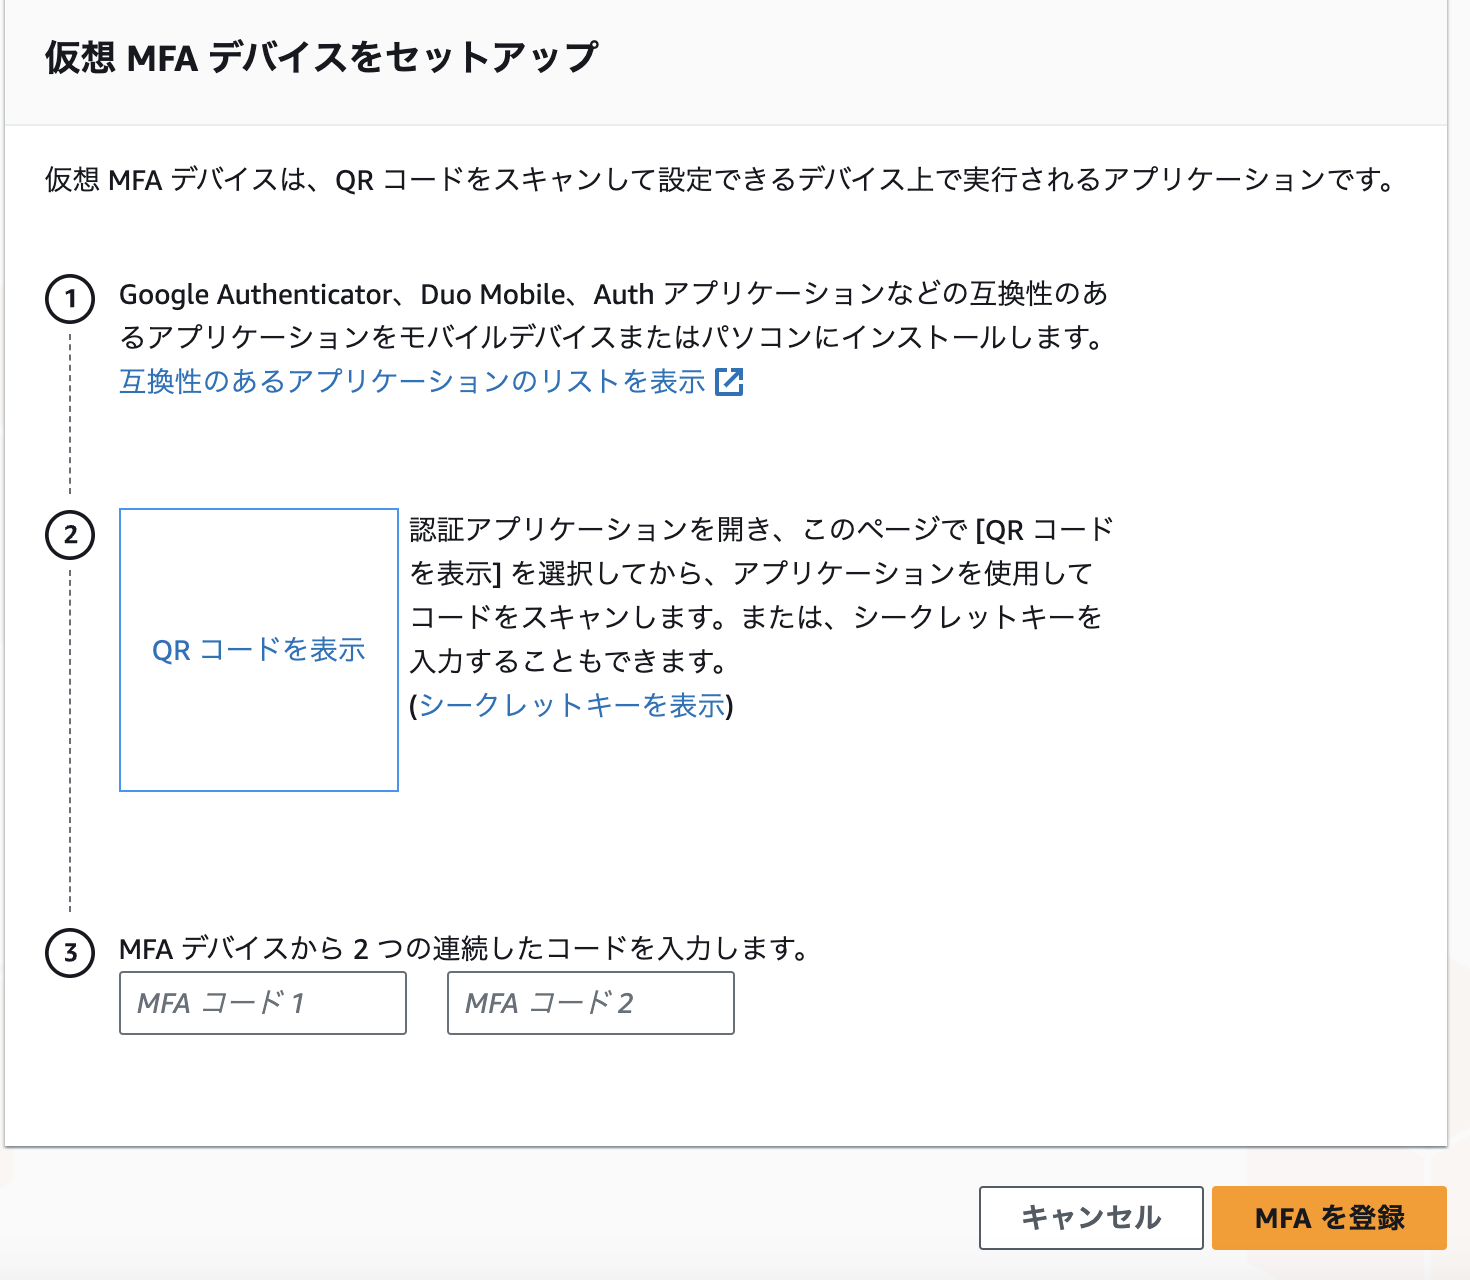 仮想 MFA デバイスをセットアップ
仮想 MFA デバイスは、QR コードをスキャンして設定できるデバイス上で実行されるアプリケーションです。
1
Google Authenticator、Duo Mobile、Auth アプリケーションなどの互換性のあ
るアプリケーションをモバイルデバイスまたはパソコンにインストールします。
互換性のあるアプリケーションのリストを表示
2
QR コードを表示
認証アプリケーションを開き、このページで [QR コード
を表示] を選択してから、アプリケーションを使用して
コードをスキャンします。または、シークレットキーを
入力することもできます。
(シークレットキーを表示)
3
MFA デバイスから 2 つの連続したコードを入力します。
MFA コード 1
MFA コード 2
キャンセル
MFA を登録